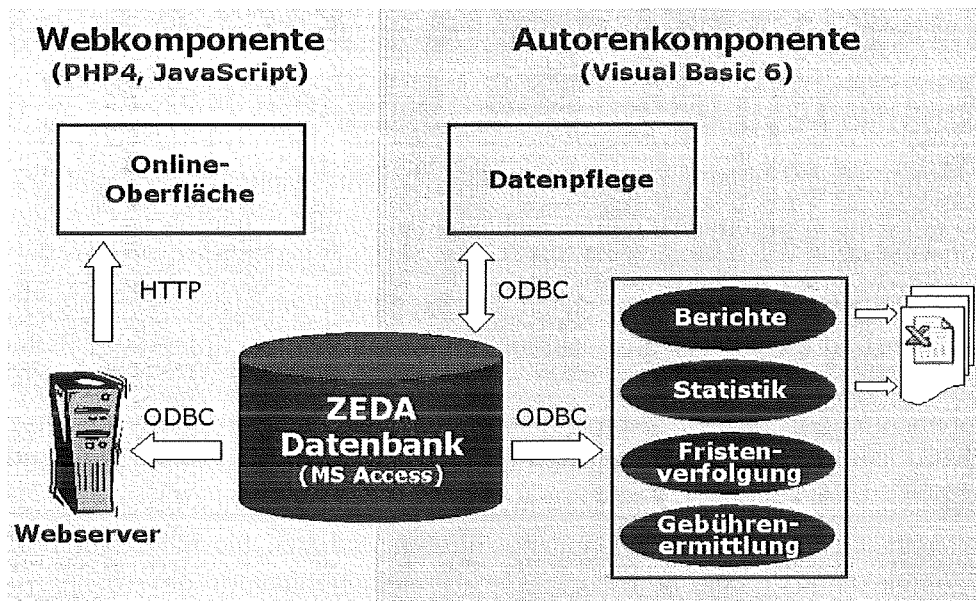 Webkomponente
(PHP4, JavaScript)
Autorenkomponente
(Visual Basic 6)
Online-
Oberfläche
Datenpflege
HTTP
ODBC
Berichte
Statistik
Fristen-
verfolgung
Gebühren-
ermittlung
ZEDA
Datenbank
(MS Access)
ODBC
ODBC
Webserver
X